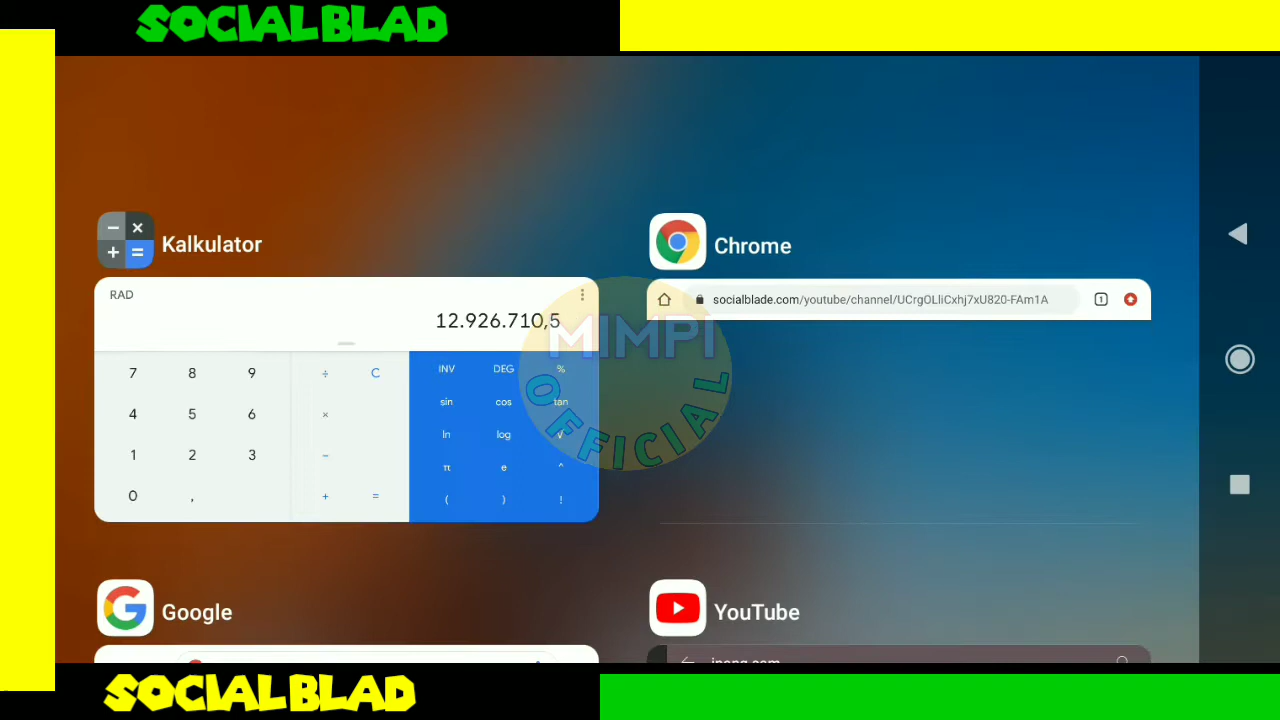 SOCIALBLAD
Kalkulator
Chrome
RAD
12.926.710,5
socialblade.com/youtube/channel/UCrgOLliCxhj7xU820-FAm1A
1
MIMPI
OFFICIAL
7 8 9 ÷ C INV DEG %
4 5 6 × sin cos tan
1 2 3 − ln log √
π e ^
0 , + = ( ) !
Google
YouTube
SOCIALBLAD